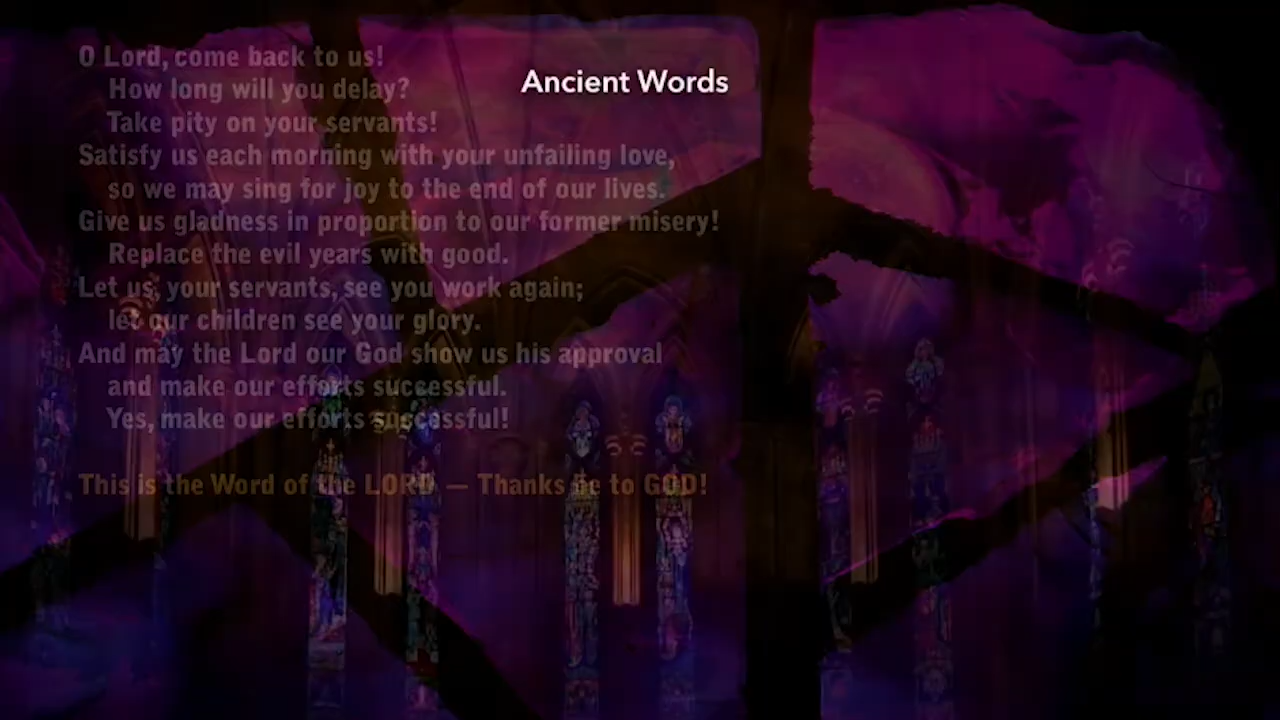 Ancient Words
O Lord, come back to us!
How long will you delay?
Take pity on your servants!
Satisfy us each morning with your unfailing love,
so we may sing for joy to the end of our lives.
Give us gladness in proportion to our former misery!
Replace the evil years with good.
Let us, your servants, see you work again;
let our children see your glory.
And may the Lord our God show us his approval
and make our efforts successful.
Yes, make our efforts successful!
This is the Word of the LORD — Thanks be to GOD!